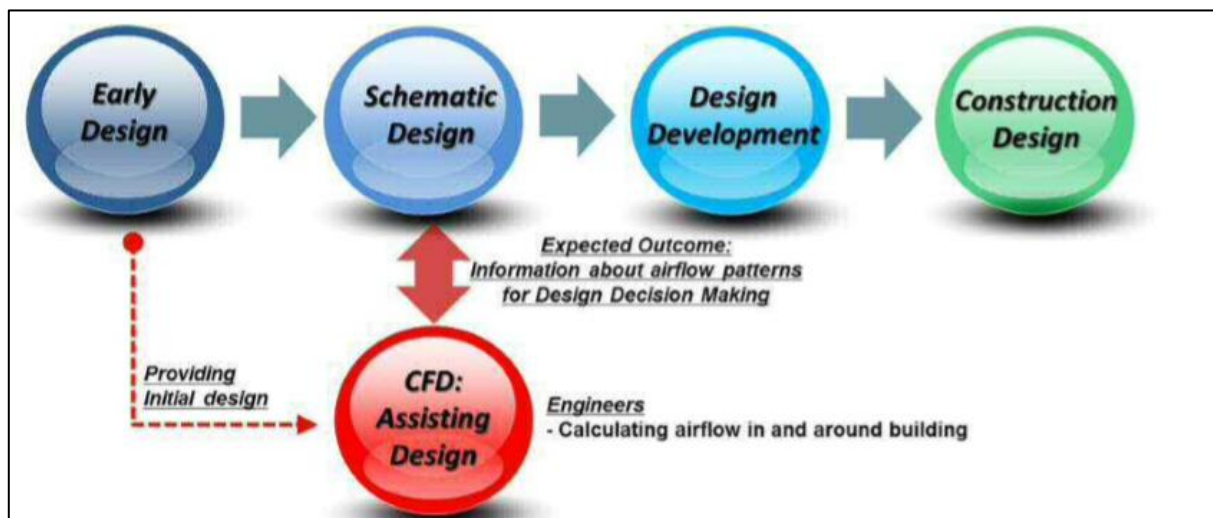 Early
Design
Schematic
Design
Design
Development
Construction
Design
Expected Outcome:
Information about airflow patterns
for Design Decision Making
Providing
Initial design
CFD:
Assisting
Design
Engineers
- Calculating airflow in and around building